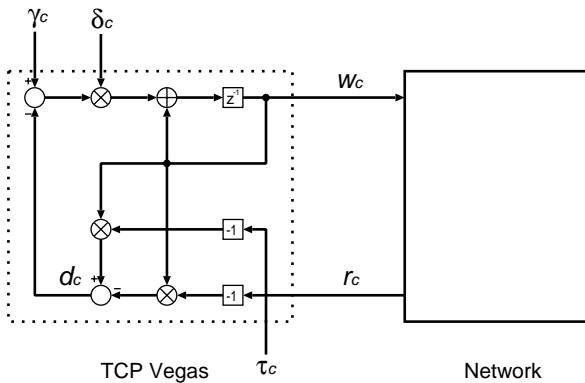 γc δc
+
−
z⁻¹
wc
-1
dc
+
−
-1
rc
τc
TCP Vegas
Network